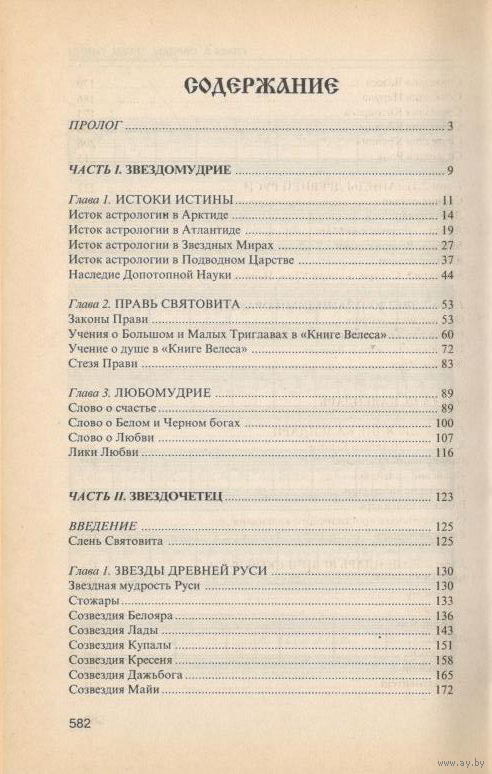 СОДЕРЖАНИЕ
ПРОЛОГ 3
ЧАСТЬ I. ЗВЕЗДОМУДРИЕ 9
Глава 1. ИСТОКИ ИСТИНЫ 11
Исток астрологии в Арктиде 14
Исток астрологии в Атлантиде 19
Исток астрологии в Звездных Мирах 27
Исток астрологии в Подводном Царстве 37
Наследие Допотопной Науки 44
Глава 2. ПРАВЬ СВЯТОВИТА 53
Законы Прави 53
Учения о Большом и Малых Триглавах в «Книге Велеса» 60
Учение о душе в «Книге Велеса» 72
Стезя Прави 83
Глава 3. ЛЮБОМУДРИЕ 89
Слово о счастье 89
Слово о Белом и Черном богах 100
Слово о Любви 107
Лики Любви 116
ЧАСТЬ II. ЗВЕЗДОЧЕТЕЦ 123
ВВЕДЕНИЕ 125
Слень Святовита 125
Глава 1. ЗВЕЗДЫ ДРЕВНЕЙ РУСИ 130
Звездная мудрость Руси 130
Стожары 133
Созвездия Белояра 136
Созвездия Лады 143
Созвездия Купалы 151
Созвездия Кресеня 158
Созвездия Дажьбога 165
Созвездия Майи 172
582
www.ay.by